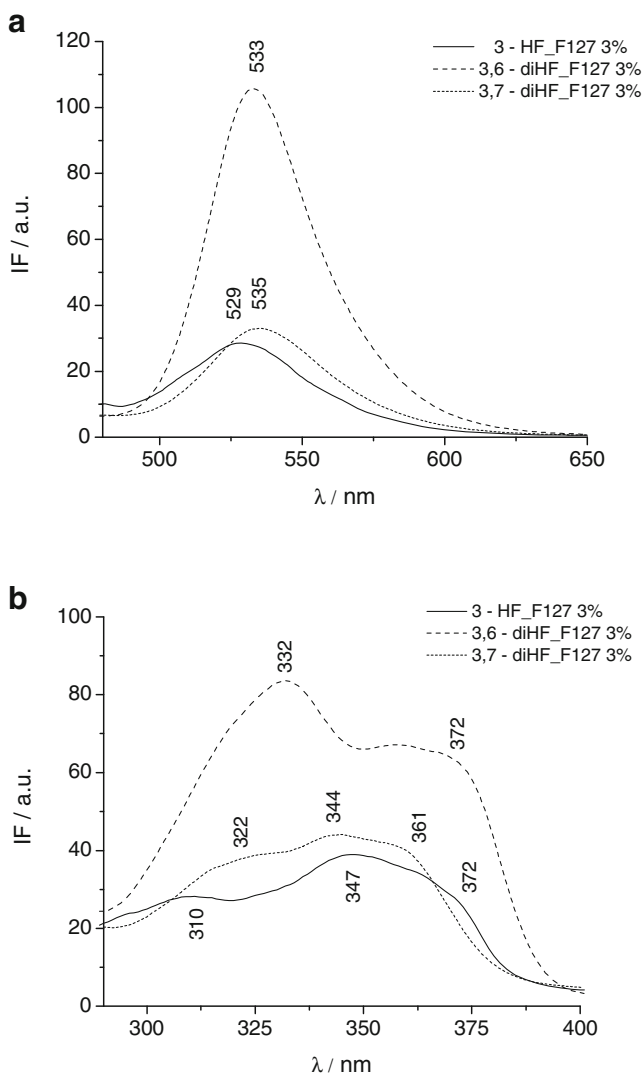 a
120
100
80
60
40
20
0
IF / a.u.
533
529
535
3 - HF_F127 3%
3,6 - diHF_F127 3%
3,7 - diHF_F127 3%
500
550
600
650
λ / nm
b
100
80
60
40
20
0
IF / a.u.
332
372
322
344
361
310
347
372
3 - HF_F127 3%
3,6 - diHF_F127 3%
3,7 - diHF_F127 3%
300
325
350
375
400
λ / nm